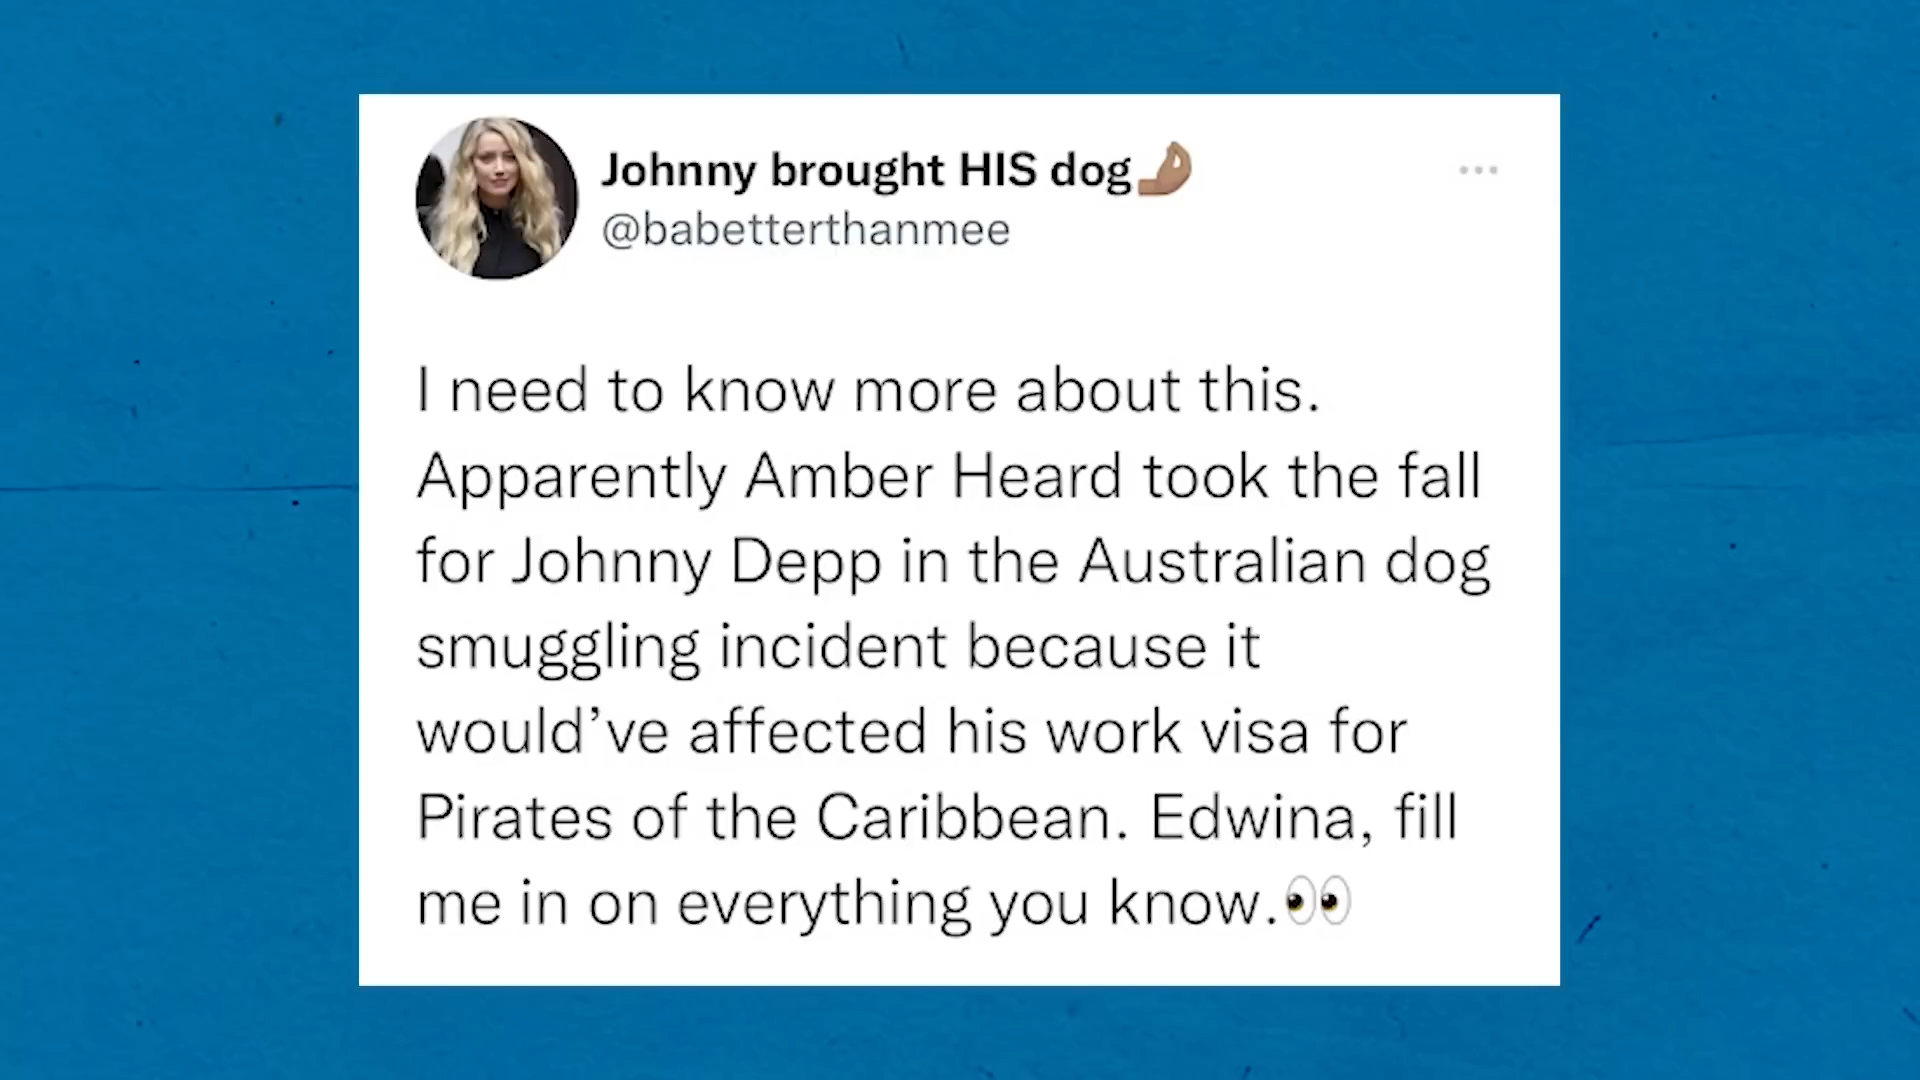 Johnny brought HIS dog🤌🏽
@babetterthanmee
I need to know more about this.
Apparently Amber Heard took the fall
for Johnny Depp in the Australian dog
smuggling incident because it
would’ve affected his work visa for
Pirates of the Caribbean. Edwina, fill
me in on everything you know.👀